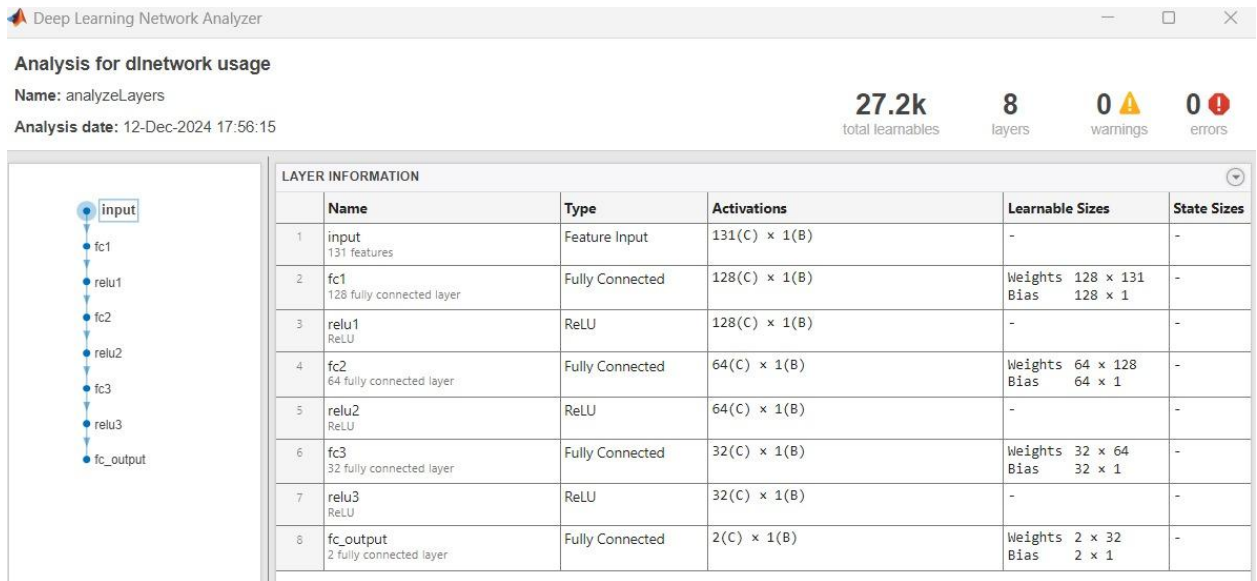 Deep Learning Network Analyzer
Analysis for dlnetwork usage
Name: analyzeLayers
Analysis date: 12-Dec-2024 17:56:15
27.2k
total learnables
8
layers
0
warnings
0
errors
input
fc1
relu1
fc2
relu2
fc3
relu3
fc_output
LAYER INFORMATION
Name Type Activations Learnable Sizes State Sizes
1 input Feature Input 131(C) × 1(B) - -
131 features
2 fc1 Fully Connected 128(C) × 1(B) Weights 128 × 131 -
128 fully connected layer Bias 128 × 1
3 relu1 ReLU 128(C) × 1(B) - -
ReLU
4 fc2 Fully Connected 64(C) × 1(B) Weights 64 × 128 -
64 fully connected layer Bias 64 × 1
5 relu2 ReLU 64(C) × 1(B) - -
ReLU
6 fc3 Fully Connected 32(C) × 1(B) Weights 32 × 64 -
32 fully connected layer Bias 32 × 1
7 relu3 ReLU 32(C) × 1(B) - -
ReLU
8 fc_output Fully Connected 2(C) × 1(B) Weights 2 × 32 -
2 fully connected layer Bias 2 × 1